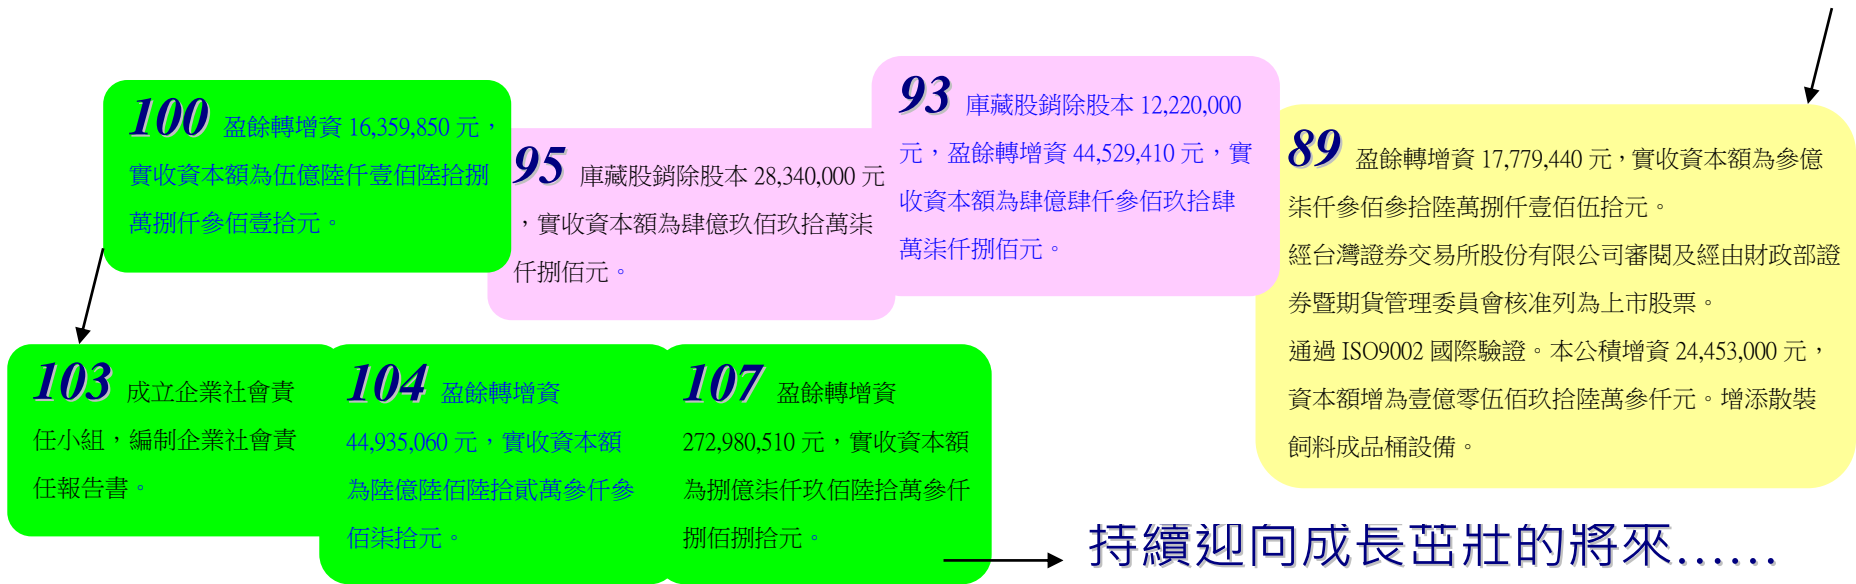 89 盈餘轉增資 17,779,440 元，實收資本額為參億
柒仟參佰參拾陸萬捌仟壹佰伍拾元。
經台灣證券交易所股份有限公司審閱及經由財政部證
券暨期貨管理委員會核准列為上市股票。
通過 ISO9002 國際驗證。本公積增資 24,453,000 元，
資本額增為壹億零伍佰玖拾陸萬參仟元。增添散裝
飼料成品桶設備。
93 庫藏股銷除股本 12,220,000
元，盈餘轉增資 44,529,410 元，實
收資本額為肆億肆仟參佰玖拾肆
萬柒仟捌佰元。
95 庫藏股銷除股本 28,340,000 元
，實收資本額為肆億玖佰玖拾萬柒
仟捌佰元。
100 盈餘轉增資 16,359,850 元，
實收資本額為伍億陸仟壹佰陸拾捌
萬捌仟參佰壹拾元。
103 成立企業社會責
任小組，編制企業社會責
任報告書。
104 盈餘轉增資
44,935,060 元，實收資本額
為陸億陸佰陸拾貳萬參仟參
佰柒拾元。
107 盈餘轉增資
272,980,510 元，實收資本額
為捌億柒仟玖佰陸拾萬參仟
捌佰捌拾元。
持續迎向成長茁壯的將來……